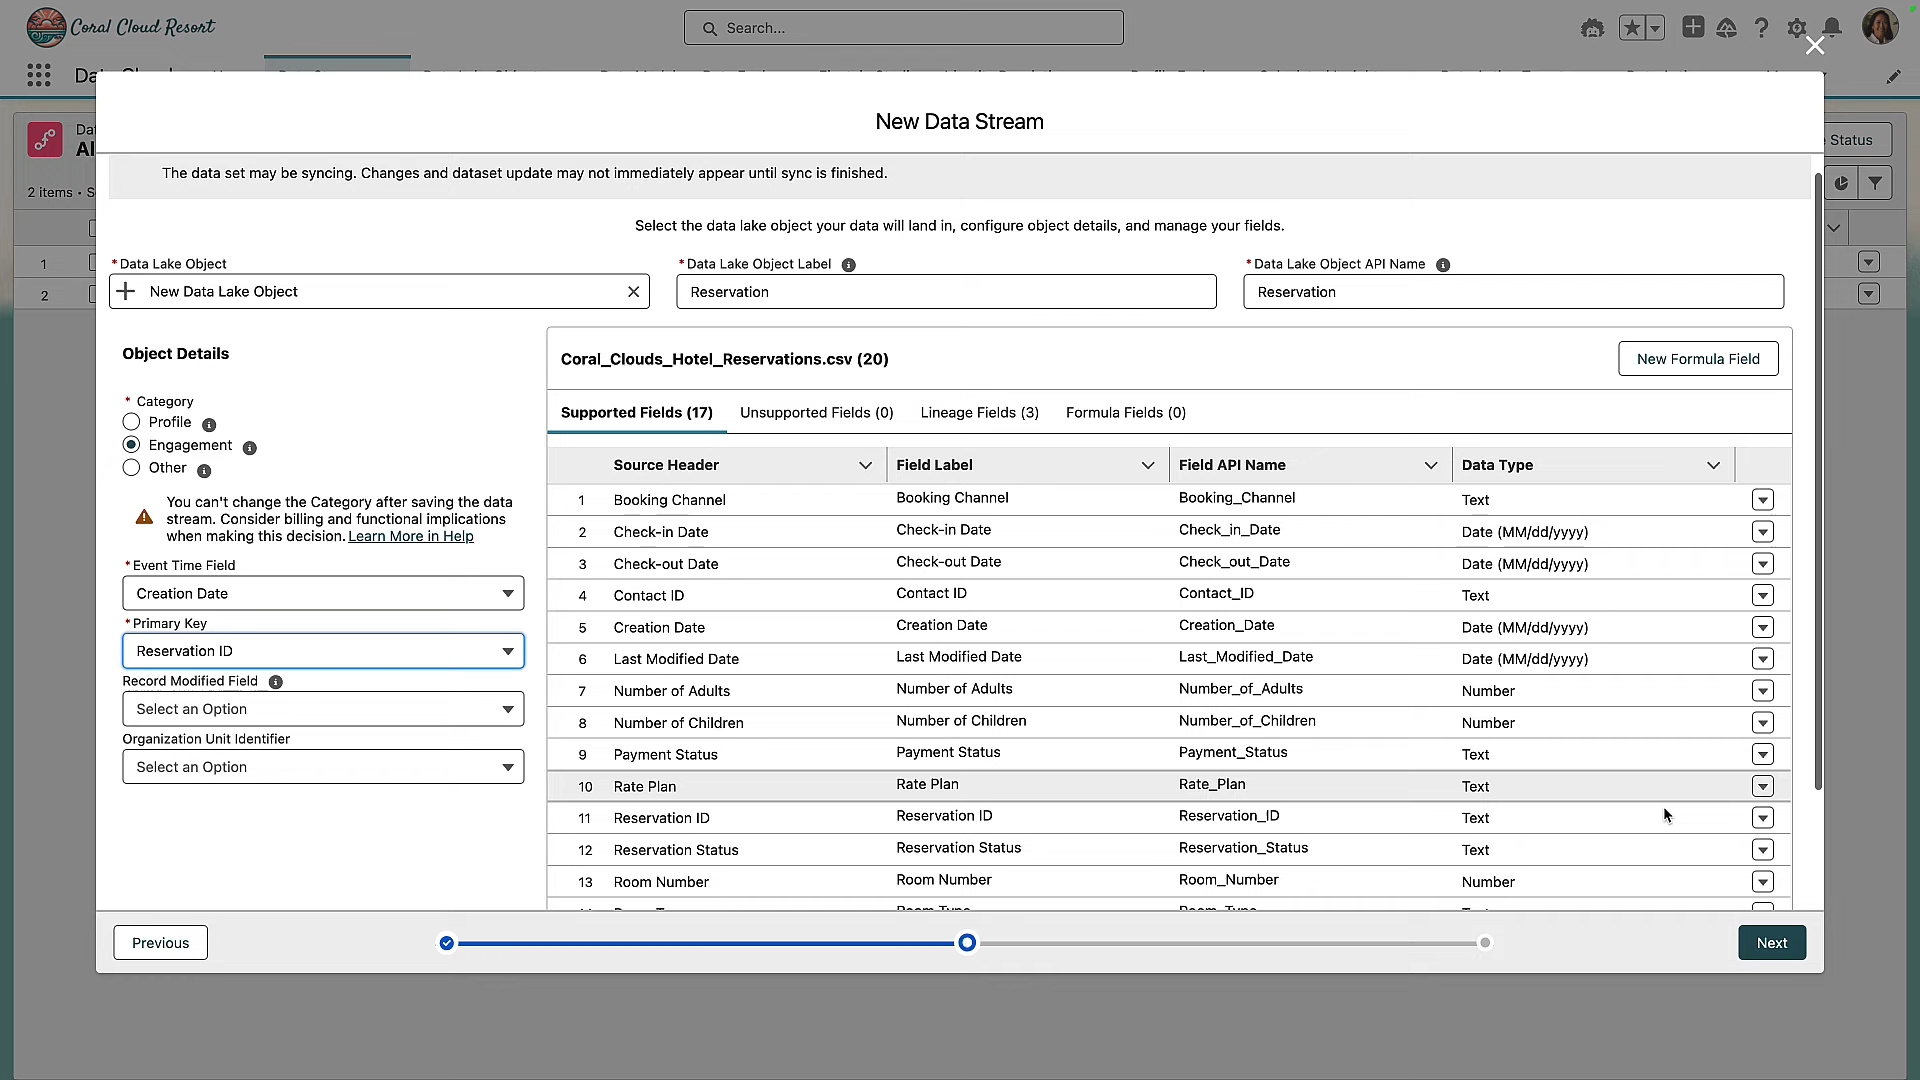 Coral Cloud Resort
Search...
New Data Stream
Status
2 items
The data set may be syncing. Changes and dataset update may not immediately appear until sync is finished.
Select the data lake object your data will land in, configure object details, and manage your fields.
1
2
* Data Lake Object
New Data Lake Object
* Data Lake Object Label
Reservation
* Data Lake Object API Name
Reservation
Object Details
* Category
Profile
Engagement
Other
You can't change the Category after saving the data
stream. Consider billing and functional implications
when making this decision. Learn More in Help
* Event Time Field
Creation Date
* Primary Key
Reservation ID
Record Modified Field
Select an Option
Organization Unit Identifier
Select an Option
Coral_Clouds_Hotel_Reservations.csv (20)
New Formula Field
Supported Fields (17) Unsupported Fields (0) Lineage Fields (3) Formula Fields (0)
Source Header Field Label Field API Name Data Type
1 Booking Channel Booking Channel Booking_Channel Text
2 Check-in Date Check-in Date Check_in_Date Date (MM/dd/yyyy)
3 Check-out Date Check-out Date Check_out_Date Date (MM/dd/yyyy)
4 Contact ID Contact ID Contact_ID Text
5 Creation Date Creation Date Creation_Date Date (MM/dd/yyyy)
6 Last Modified Date Last Modified Date Last_Modified_Date Date (MM/dd/yyyy)
7 Number of Adults Number of Adults Number_of_Adults Number
8 Number of Children Number of Children Number_of_Children Number
9 Payment Status Payment Status Payment_Status Text
10 Rate Plan Rate Plan Rate_Plan Text
11 Reservation ID Reservation ID Reservation_ID Text
12 Reservation Status Reservation Status Reservation_Status Text
13 Room Number Room Number Room_Number Number
Previous
Next